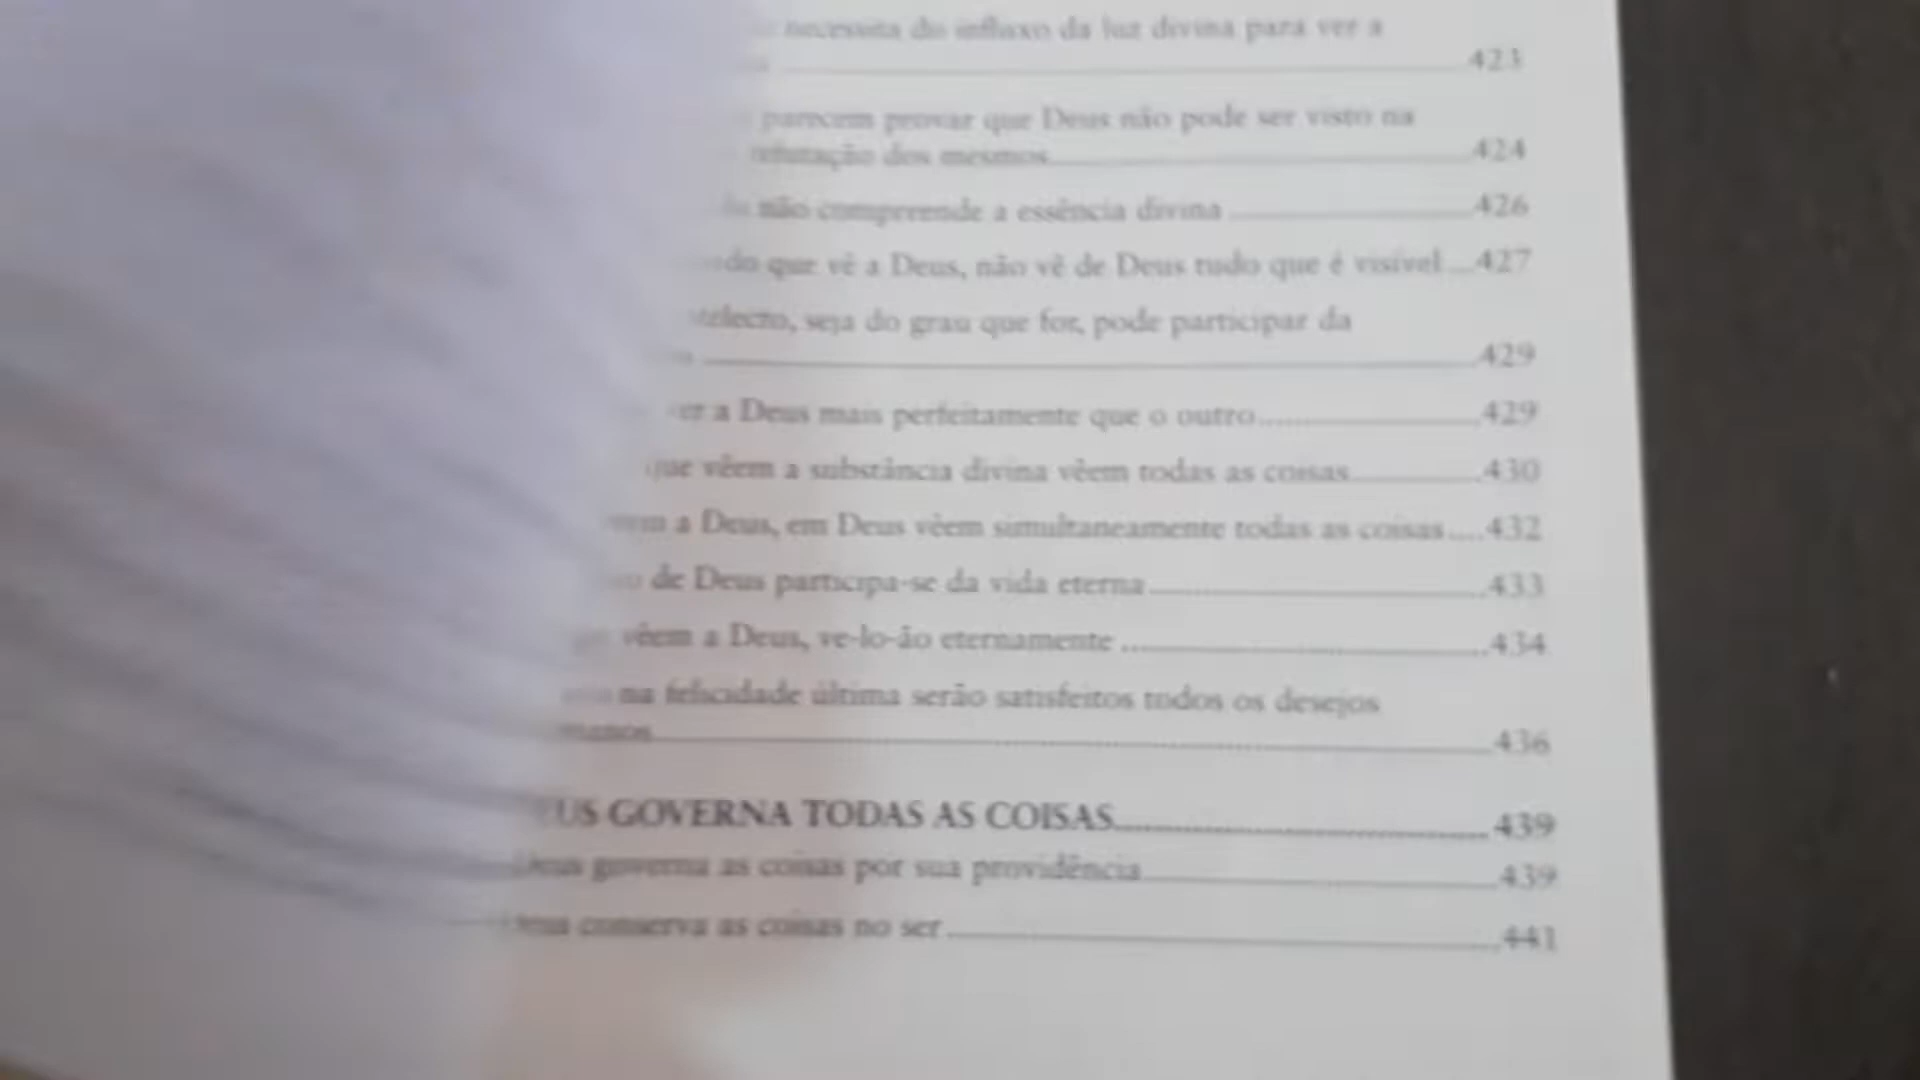 necessita do influxo da luz divina para ver a
423
parecem provar que Deus não pode ser visto na
refutação dos mesmos 424
não compreende a essência divina 426
que vê a Deus, não vê de Deus tudo que é visível 427
seja do grau que for, pode participar da
429
a Deus mais perfeitamente que o outro 429
que vêem a substância divina vêem todas as coisas 430
a Deus, em Deus vêem simultaneamente todas as coisas 432
de Deus participa-se da vida eterna 433
vêem a Deus, ve-lo-ão eternamente 434
na felicidade última serão satisfeitos todos os desejos
436
GOVERNA TODAS AS COISAS 439
Deus governa as coisas por sua providência 439
Deus conserva as coisas no ser 441